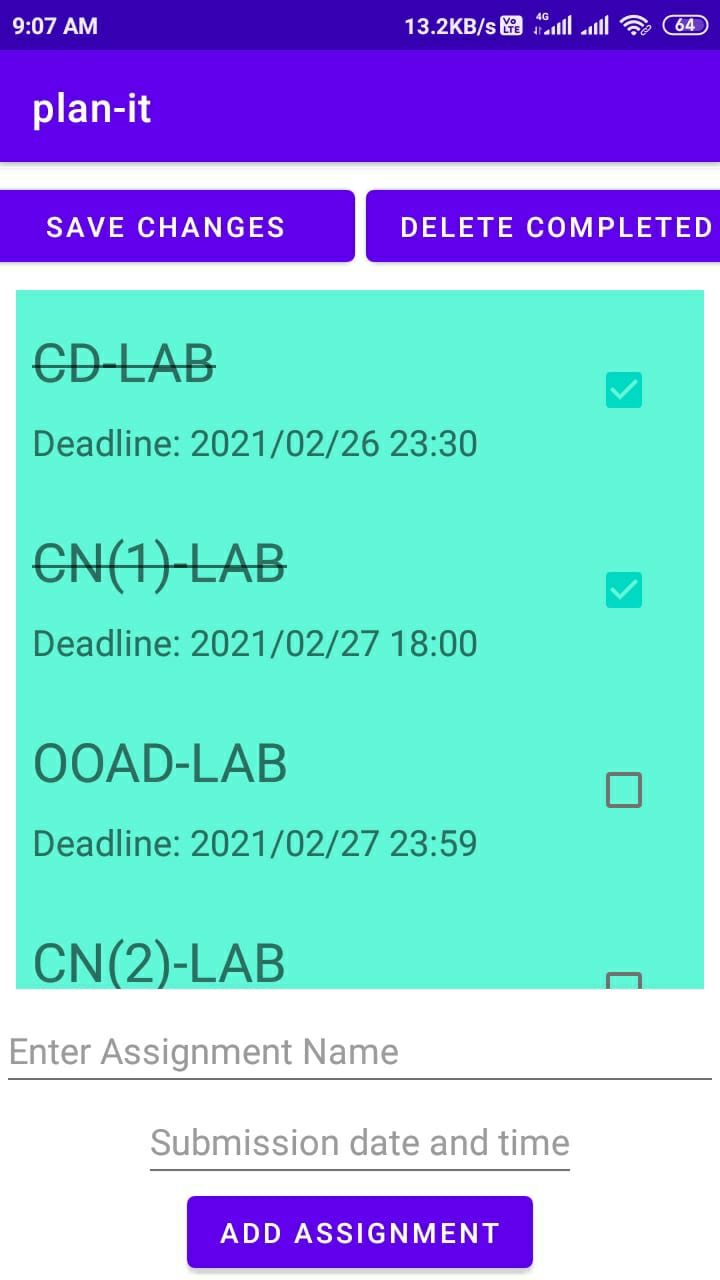 9:07 AM 13.2KB/s Vo LTE 4G 64
plan-it
SAVE CHANGES DELETE COMPLETED
CD-LAB
Deadline: 2021/02/26 23:30
CN(1)-LAB
Deadline: 2021/02/27 18:00
OOAD-LAB
Deadline: 2021/02/27 23:59
CN(2)-LAB
Enter Assignment Name
Submission date and time
ADD ASSIGNMENT